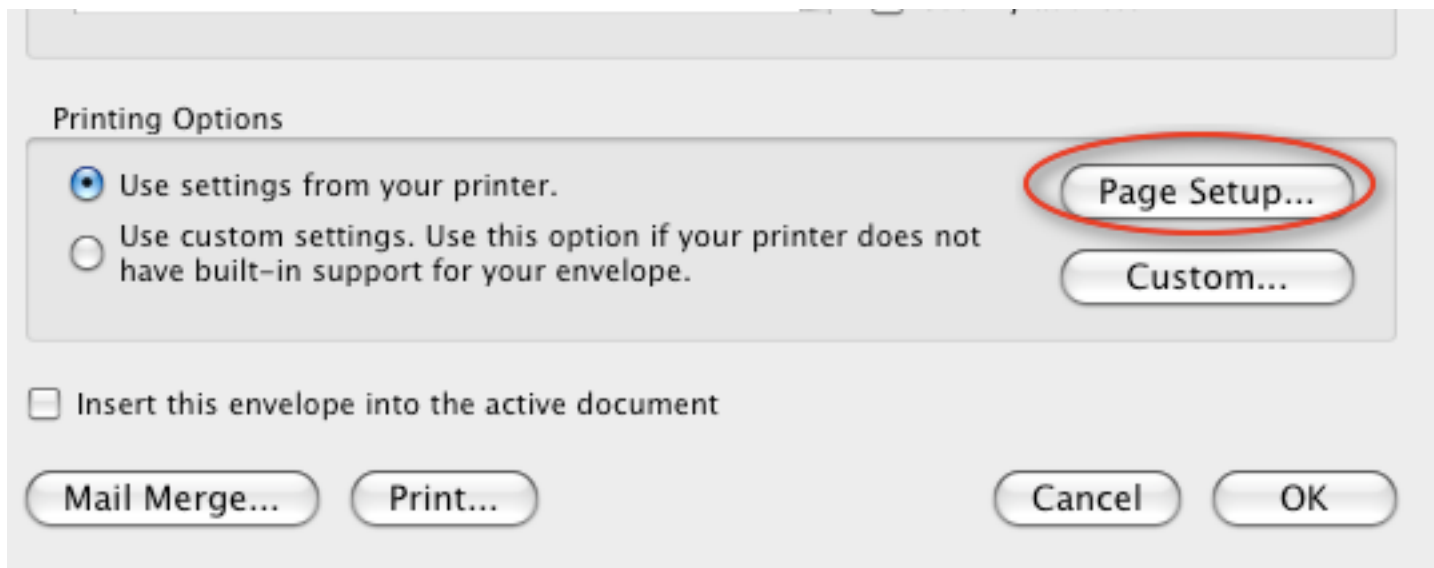 Printing Options
Use settings from your printer.
Page Setup...
Use custom settings. Use this option if your printer does not
have built-in support for your envelope.
Custom...
Insert this envelope into the active document
Mail Merge...
Print...
Cancel
OK